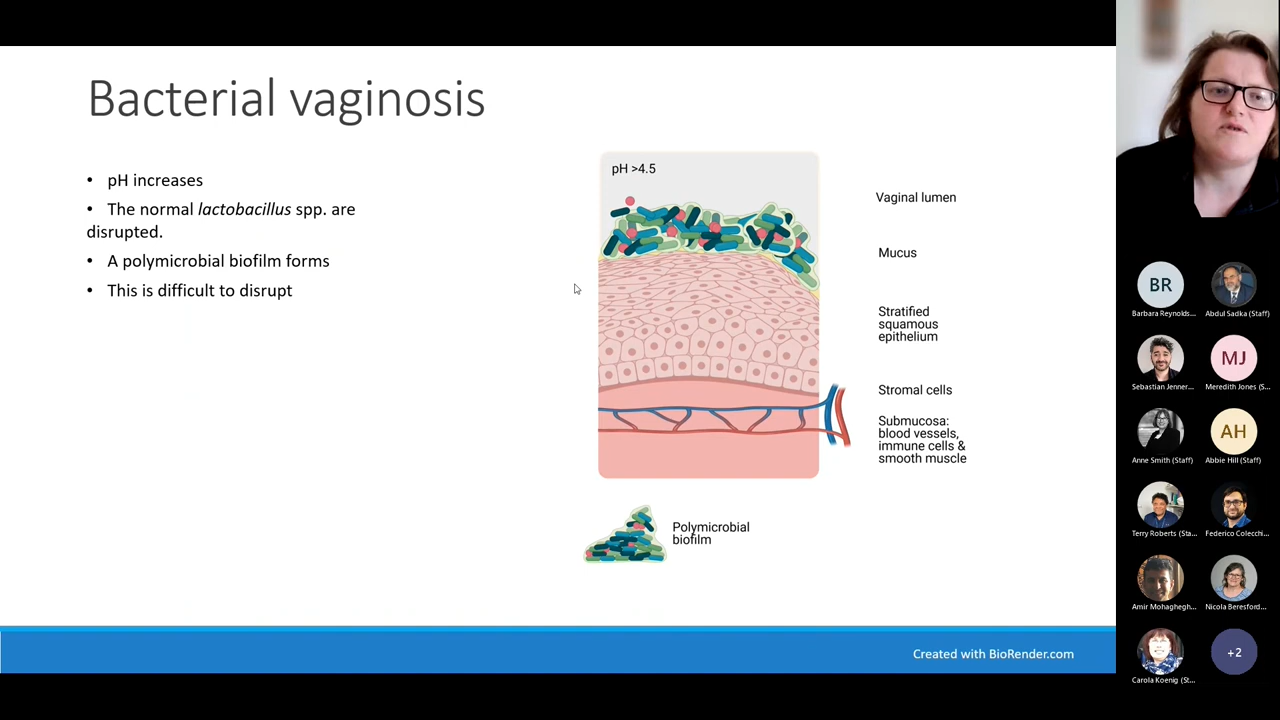 Bacterial vaginosis
• pH increases
• The normal lactobacillus spp. are
disrupted.
• A polymicrobial biofilm forms
• This is difficult to disrupt
pH >4.5
Vaginal lumen
Mucus
Stratified
squamous
epithelium
Stromal cells
Submucosa:
blood vessels,
immune cells &
smooth muscle
Polymicrobial
biofilm
Created with BioRender.com
BR
Barbara Reynolds...
Abdul Sadka (Staff)
Sebastian Jenner...
MJ
Meredith Jones (S...
Anne Smith (Staff)
AH
Abbie Hill (Staff)
Terry Roberts (Sta...
Federico Colecchi...
Amir Mohaghegh...
Nicola Beresford...
Carola Koenig (St...
+2